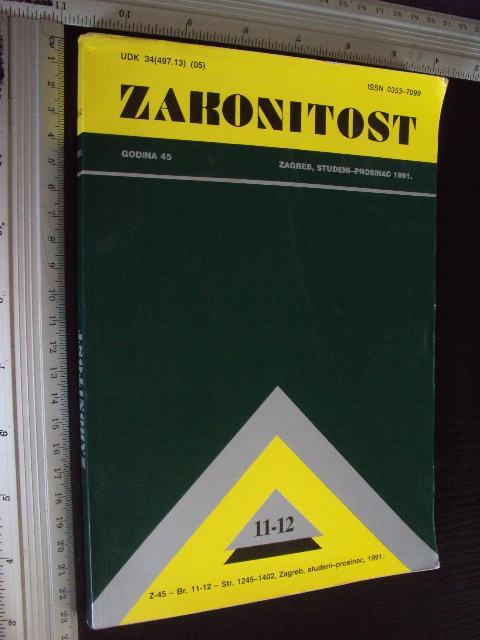 UDK 34(497.13) (05)
ISSN 0353-7099
ZAKONITOST
GODINA 45
ZAGREB, STUDENI-PROSINAC 1991.
ZAKONITOST
11-12
Z-45 - Br. 11-12 - Str. 1245-1402, Zagreb, studeni-prosinac, 1991.